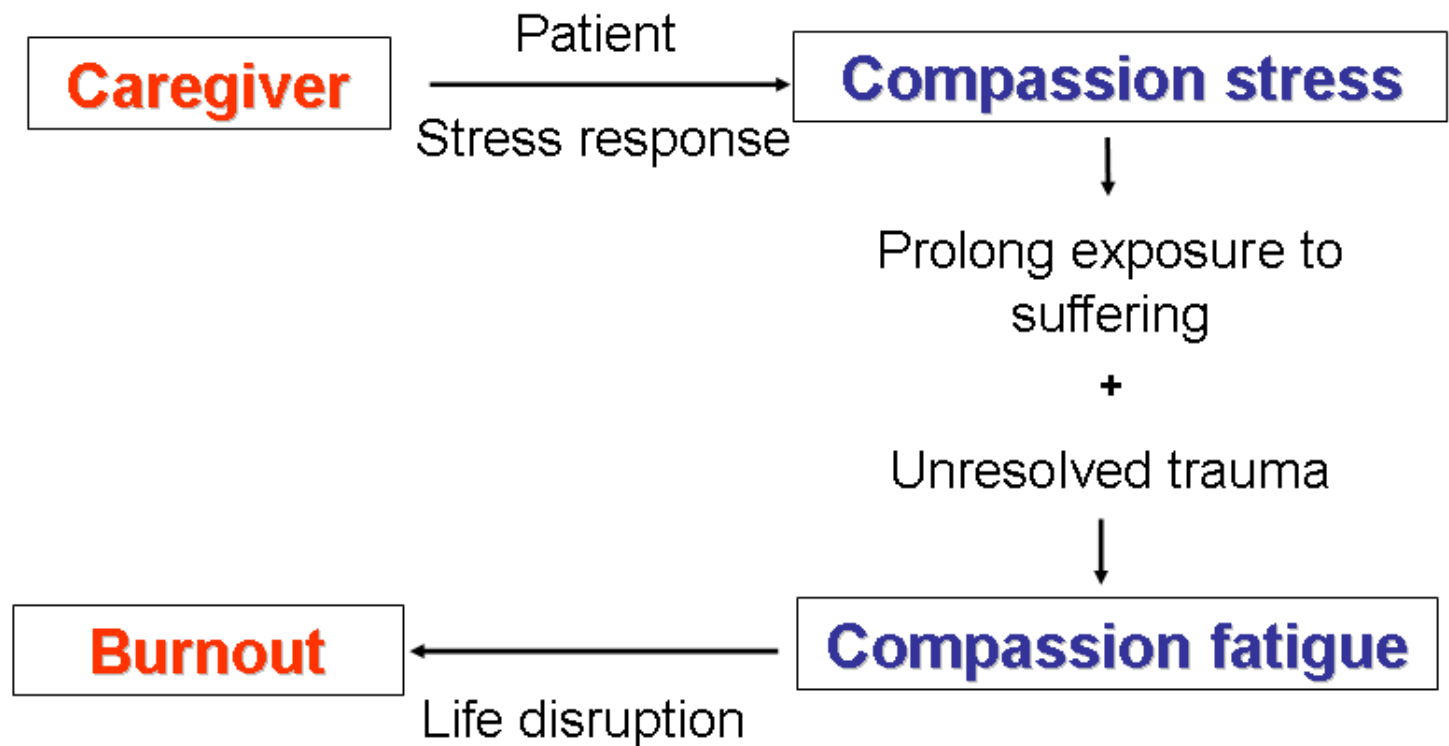 Caregiver
Patient
Stress response
Compassion stress
Prolong exposure to
suffering
+
Unresolved trauma
Compassion fatigue
Life disruption
Burnout